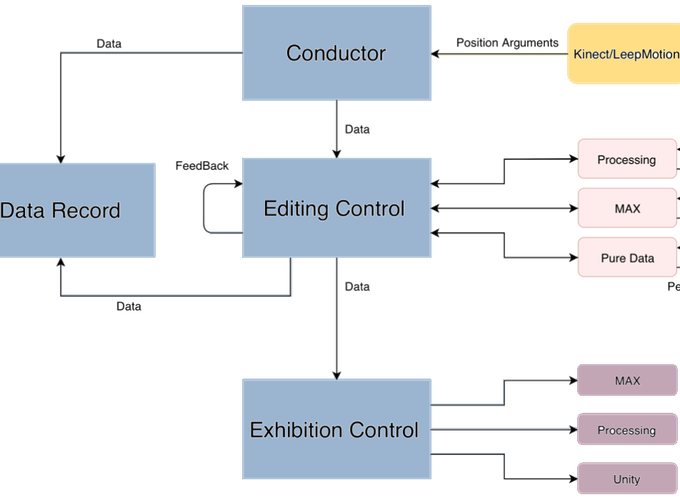 Conductor
Position Arguments
Kinect/LeepMotion
Data
Data
FeedBack
Data Record
Editing Control
Processing
MAX
Pure Data
Data
Data
Pe
Exhibition Control
MAX
Processing
Unity